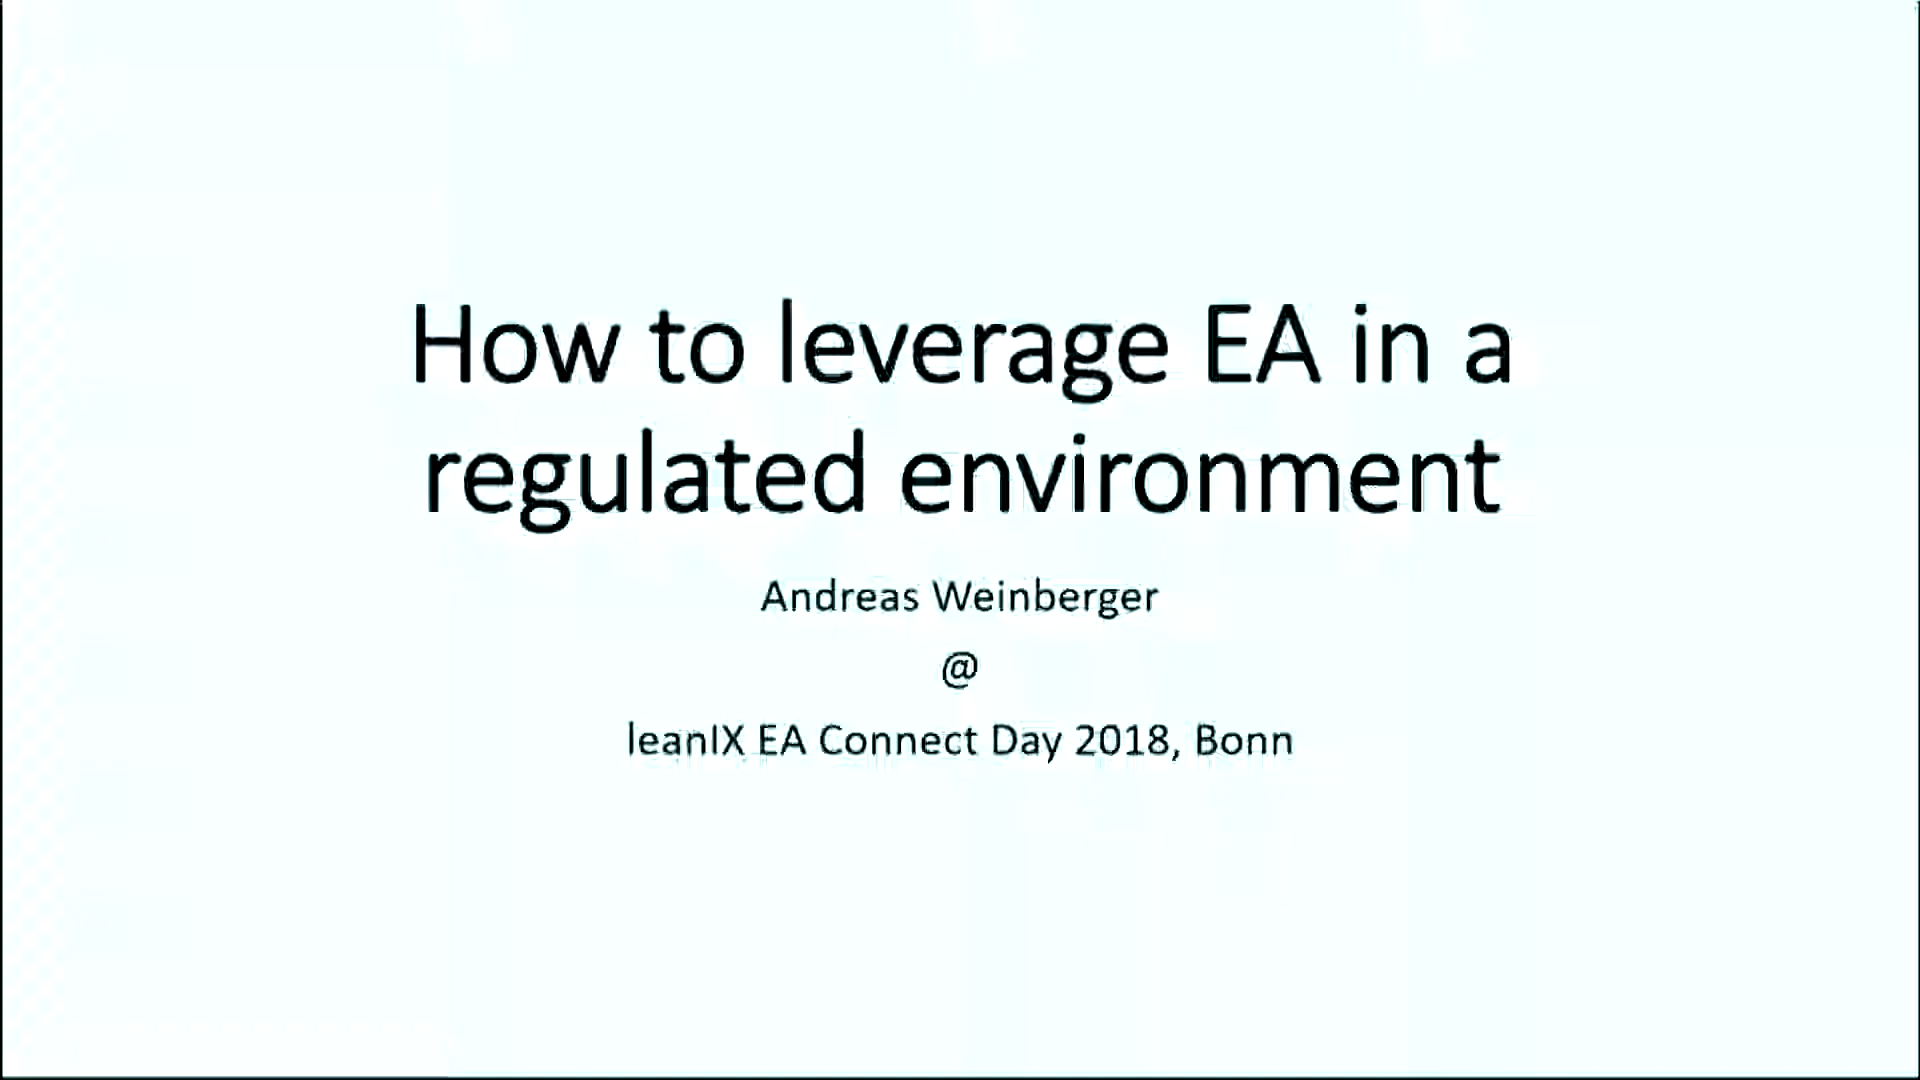 How to leverage EA in a
regulated environment
Andreas Weinberger
@
leanIX EA Connect Day 2018, Bonn